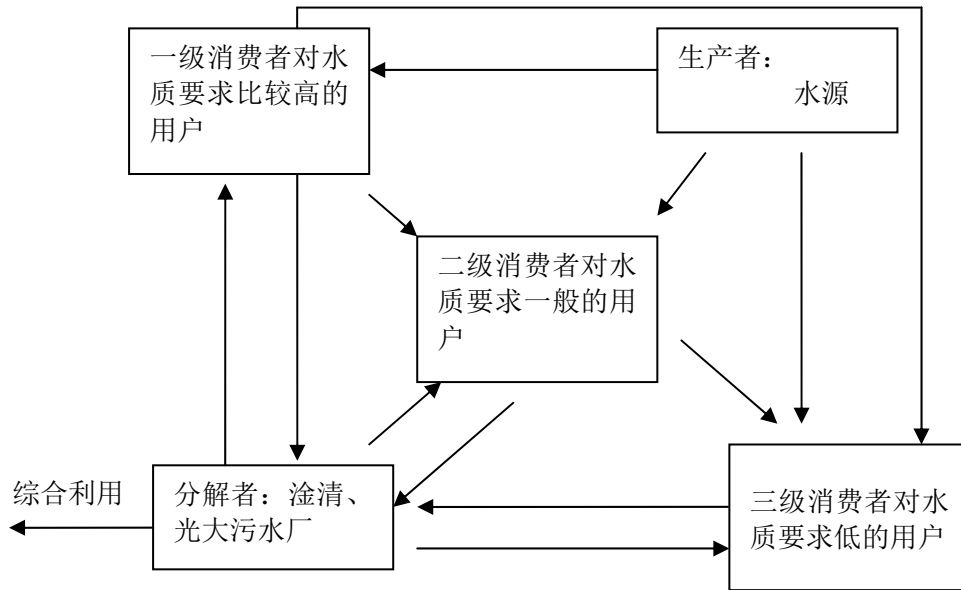 一级消费者对水
质要求比较高的
用户
生产者：
水源
二级消费者对水
质要求一般的用
户
综合利用
分解者：淦清、
光大污水厂
三级消费者对水
质要求低的用户